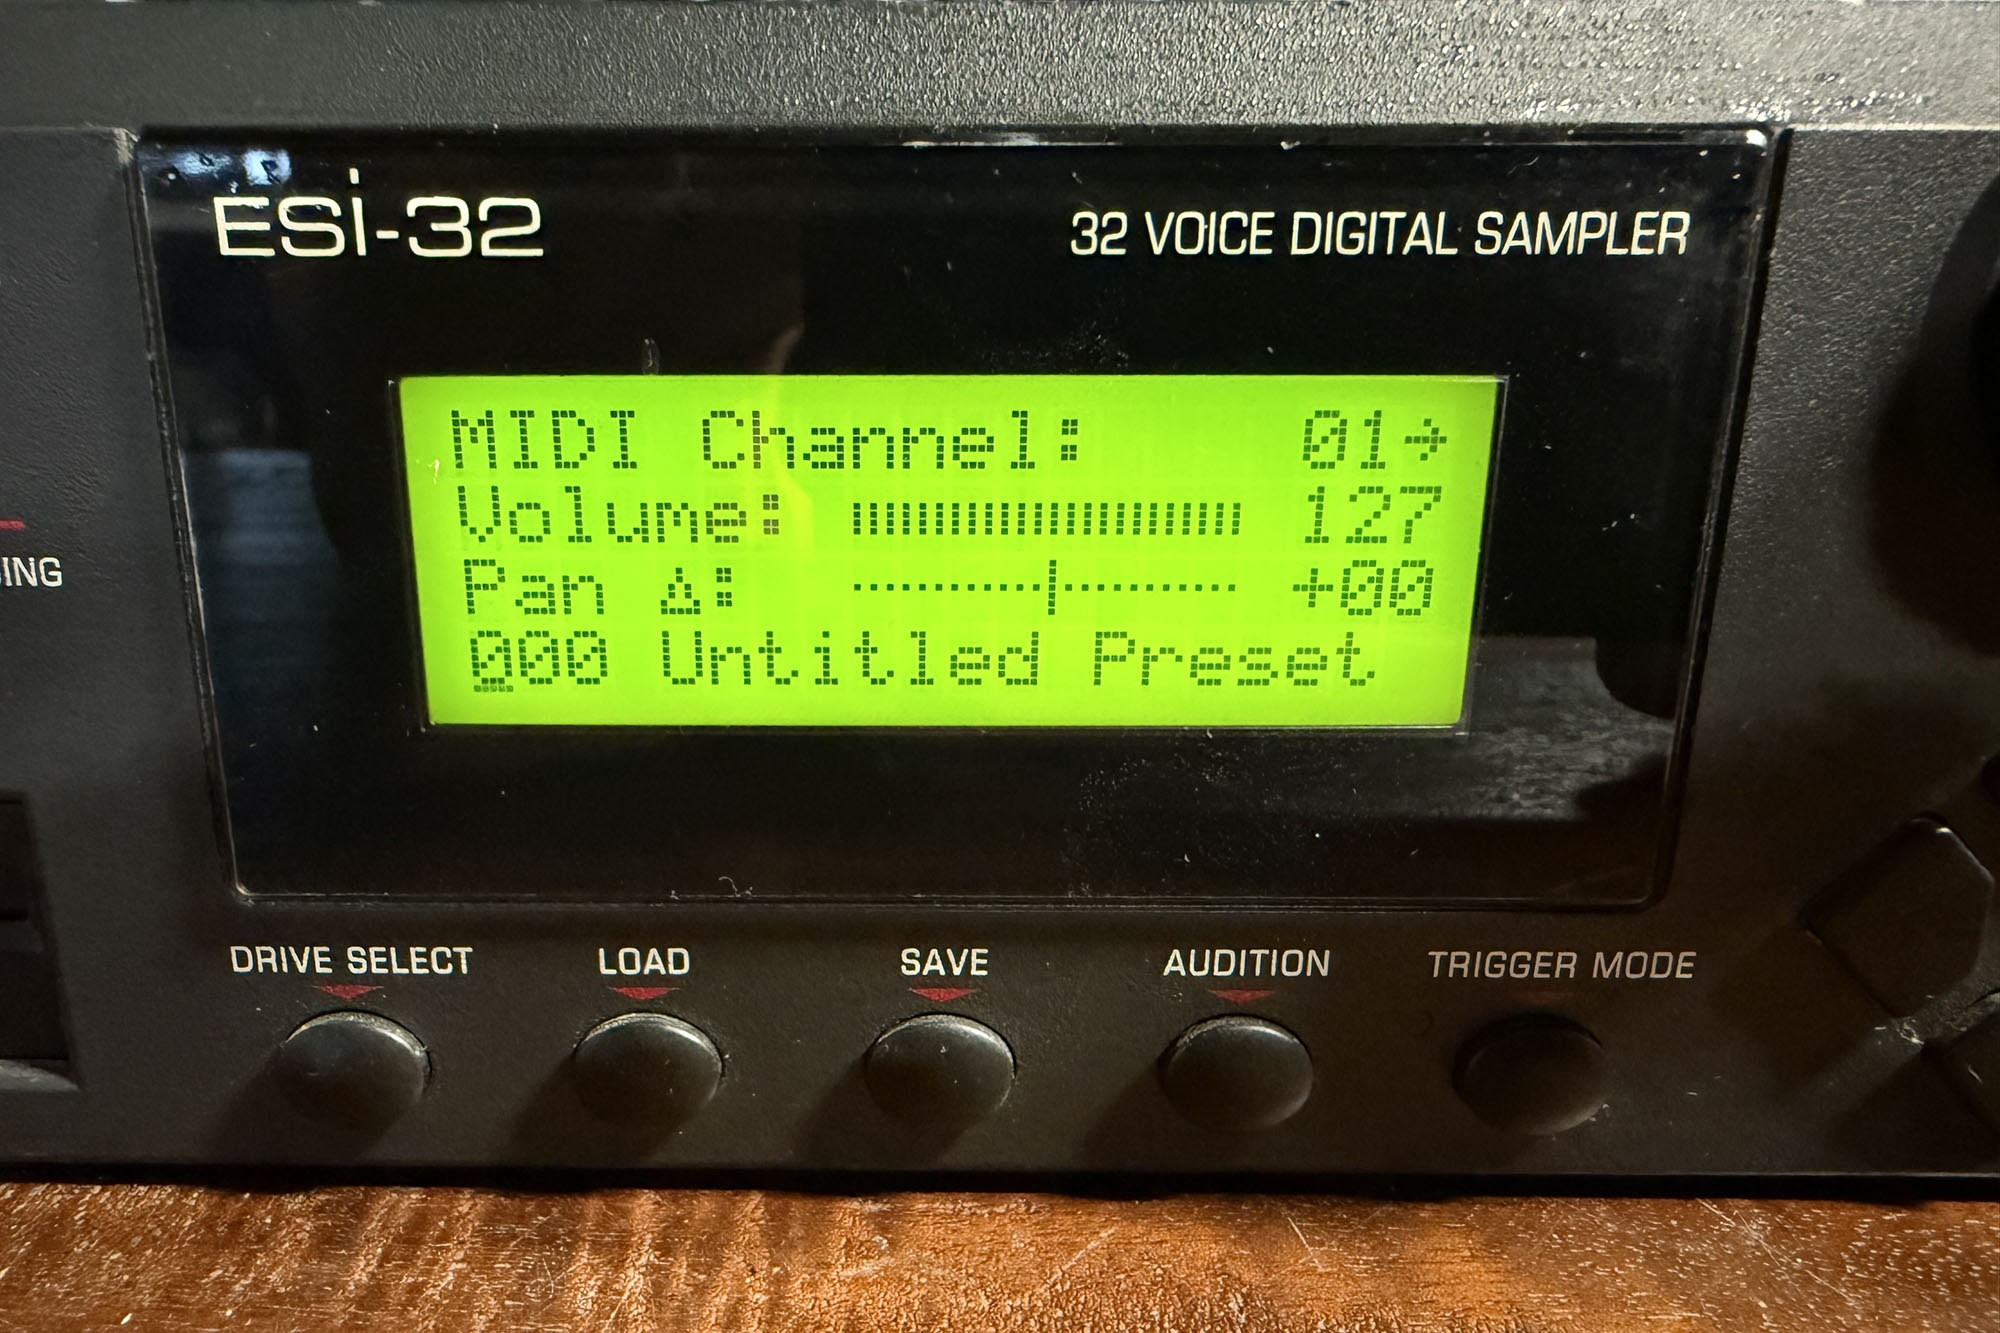 ESi-32
32 VOICE DIGITAL SAMPLER
MIDI Channel: 01→
Volume: 127
Pan Δ: +00
000 Untitled Preset
DRIVE SELECT
LOAD
SAVE
AUDITION
TRIGGER MODE